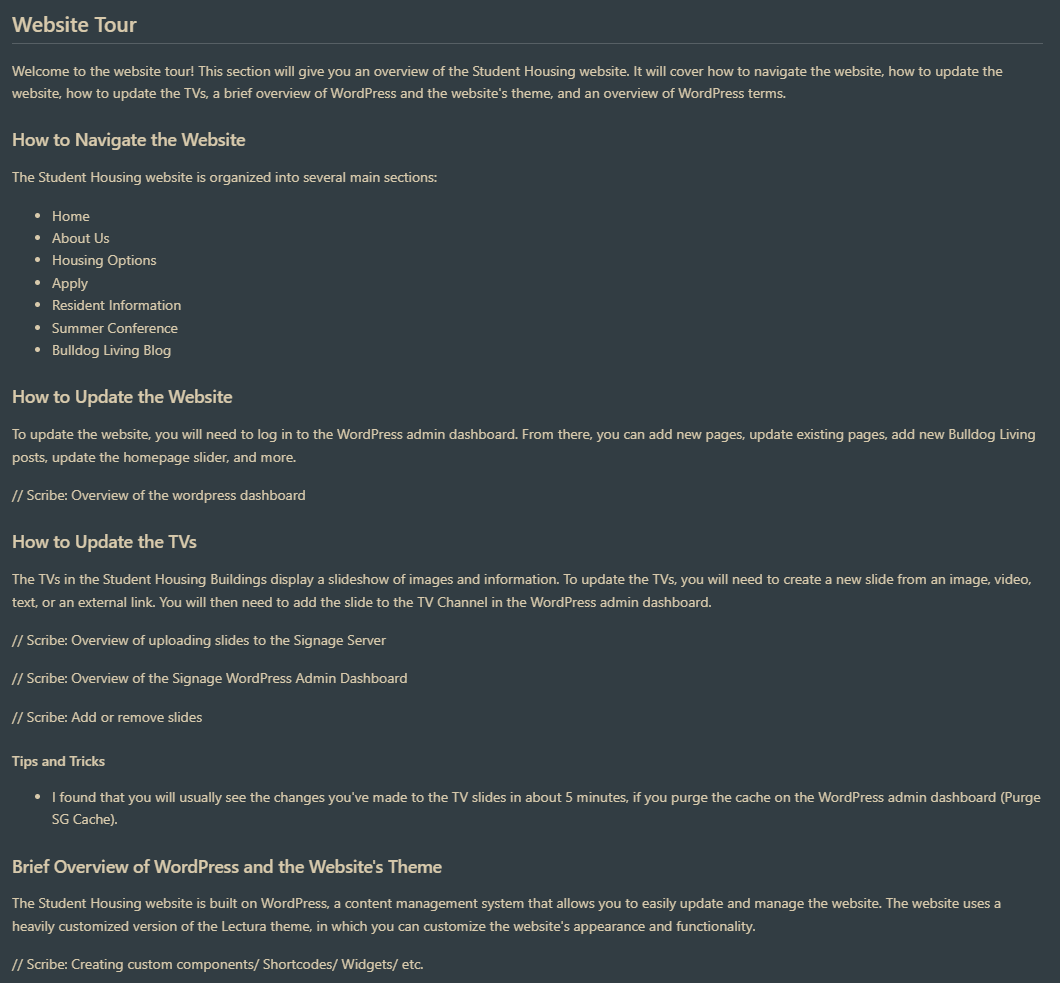 Website Tour
Welcome to the website tour! This section will give you an overview of the Student Housing website. It will cover how to navigate the website, how to update the
website, how to update the TVs, a brief overview of WordPress and the website's theme, and an overview of WordPress terms.
How to Navigate the Website
The Student Housing website is organized into several main sections:
• Home
• About Us
• Housing Options
• Apply
• Resident Information
• Summer Conference
• Bulldog Living Blog
How to Update the Website
To update the website, you will need to log in to the WordPress admin dashboard. From there, you can add new pages, update existing pages, add new Bulldog Living
posts, update the homepage slider, and more.
// Scribe: Overview of the wordpress dashboard
How to Update the TVs
The TVs in the Student Housing Buildings display a slideshow of images and information. To update the TVs, you will need to create a new slide from an image, video,
text, or an external link. You will then need to add the slide to the TV Channel in the WordPress admin dashboard.
// Scribe: Overview of uploading slides to the Signage Server
// Scribe: Overview of the Signage WordPress Admin Dashboard
// Scribe: Add or remove slides
Tips and Tricks
• I found that you will usually see the changes you've made to the TV slides in about 5 minutes, if you purge the cache on the WordPress admin dashboard (Purge
SG Cache).
Brief Overview of WordPress and the Website's Theme
The Student Housing website is built on WordPress, a content management system that allows you to easily update and manage the website. The website uses a
heavily customized version of the Lectura theme, in which you can customize the website's appearance and functionality.
// Scribe: Creating custom components/ Shortcodes/ Widgets/ etc.